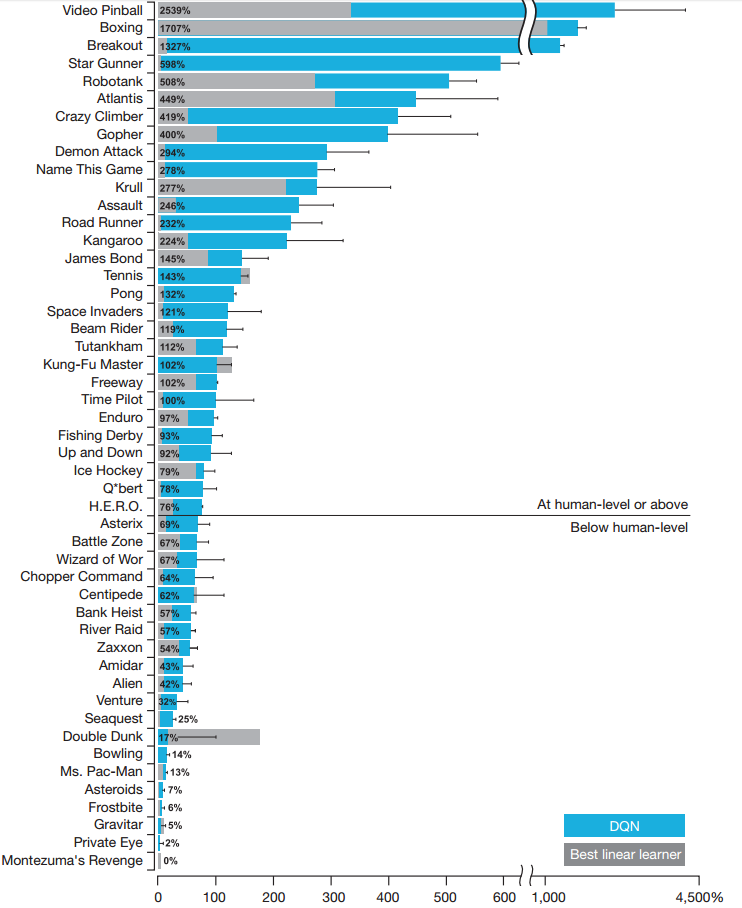 Video Pinball 2539%
Boxing 1707%
Breakout 1327%
Star Gunner 598%
Robotank 508%
Atlantis 449%
Crazy Climber 419%
Gopher 400%
Demon Attack 294%
Name This Game 278%
Krull 277%
Assault 246%
Road Runner 232%
Kangaroo 224%
James Bond 145%
Tennis 143%
Pong 132%
Space Invaders 121%
Beam Rider 119%
Tutankham 112%
Kung-Fu Master 102%
Freeway 102%
Time Pilot 100%
Enduro 97%
Fishing Derby 93%
Up and Down 92%
Ice Hockey 79%
Q*bert 78%
H.E.R.O. 76% At human-level or above
Asterix 69% Below human-level
Battle Zone 67%
Wizard of Wor 67%
Chopper Command 64%
Centipede 62%
Bank Heist 57%
River Raid 57%
Zaxxon 54%
Amidar 43%
Alien 42%
Venture 32%
Seaquest 25%
Double Dunk 17%
Bowling 14%
Ms. Pac-Man 13%
Asteroids 7%
Frostbite 6%
Gravitar 5%
Private Eye 2%
Montezuma's Revenge 0%
DQN
Best linear learner
0 100 200 300 400 500 600 1,000 4,500%